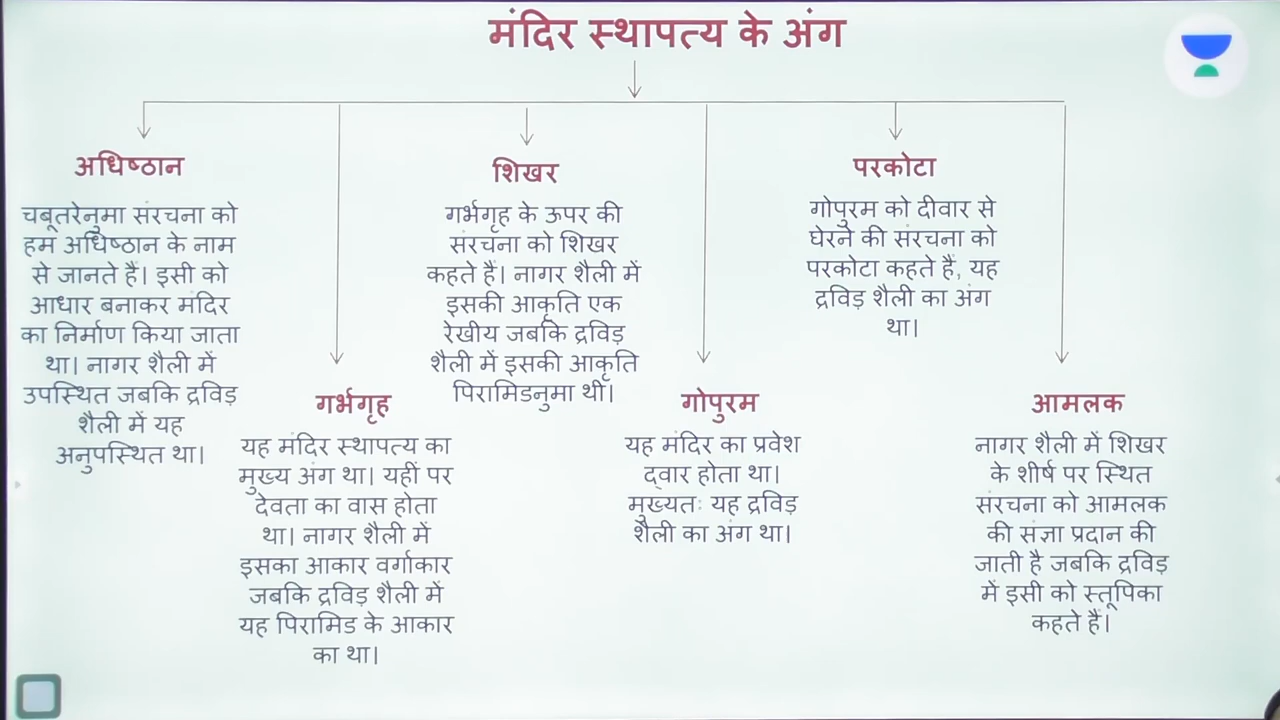 मंदिर स्थापत्य के अंग
अधिष्ठान
चबूतरेनुमा संरचना को
हम अधिष्ठान के नाम
से जानते हैं। इसी को
आधार बनाकर मंदिर
का निर्माण किया जाता
था। नागर शैली में
उपस्थित जबकि द्रविड़
शैली में यह
अनुपस्थित था।
गर्भगृह
यह मंदिर स्थापत्य का
मुख्य अंग था। यहीं पर
देवता का वास होता
था। नागर शैली में
इसका आकार वर्गाकार
जबकि द्रविड़ शैली में
यह पिरामिड के आकार
का था।
शिखर
गर्भगृह के ऊपर की
संरचना को शिखर
कहते हैं। नागर शैली में
इसकी आकृति एक
रेखीय जबकि द्रविड़
शैली में इसकी आकृति
पिरामिडनुमा थी।
गोपुरम
यह मंदिर का प्रवेश
द्वार होता था।
मुख्यतः यह द्रविड़
शैली का अंग था।
परकोटा
गोपुरम को दीवार से
घेरने की संरचना को
परकोटा कहते हैं, यह
द्रविड़ शैली का अंग
था।
आमलक
नागर शैली में शिखर
के शीर्ष पर स्थित
संरचना को आमलक
की संज्ञा प्रदान की
जाती है जबकि द्रविड़
में इसी को स्तूपिका
कहते हैं।